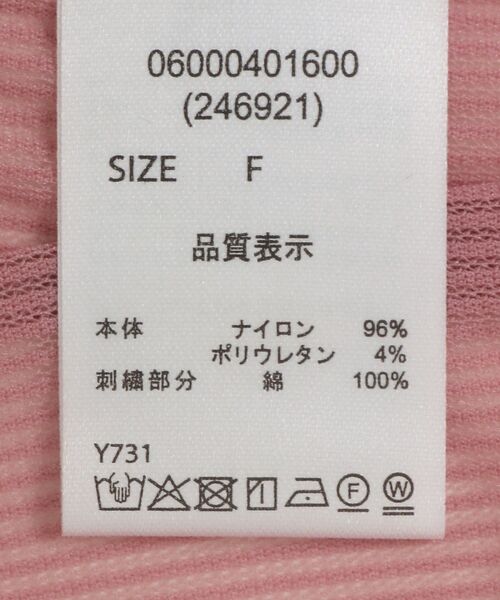 06000401600
(246921)
SIZE F
品質表示
本体 ナイロン 96%
ポリウレタン 4%
刺繍部分 綿 100%
Y731
F W